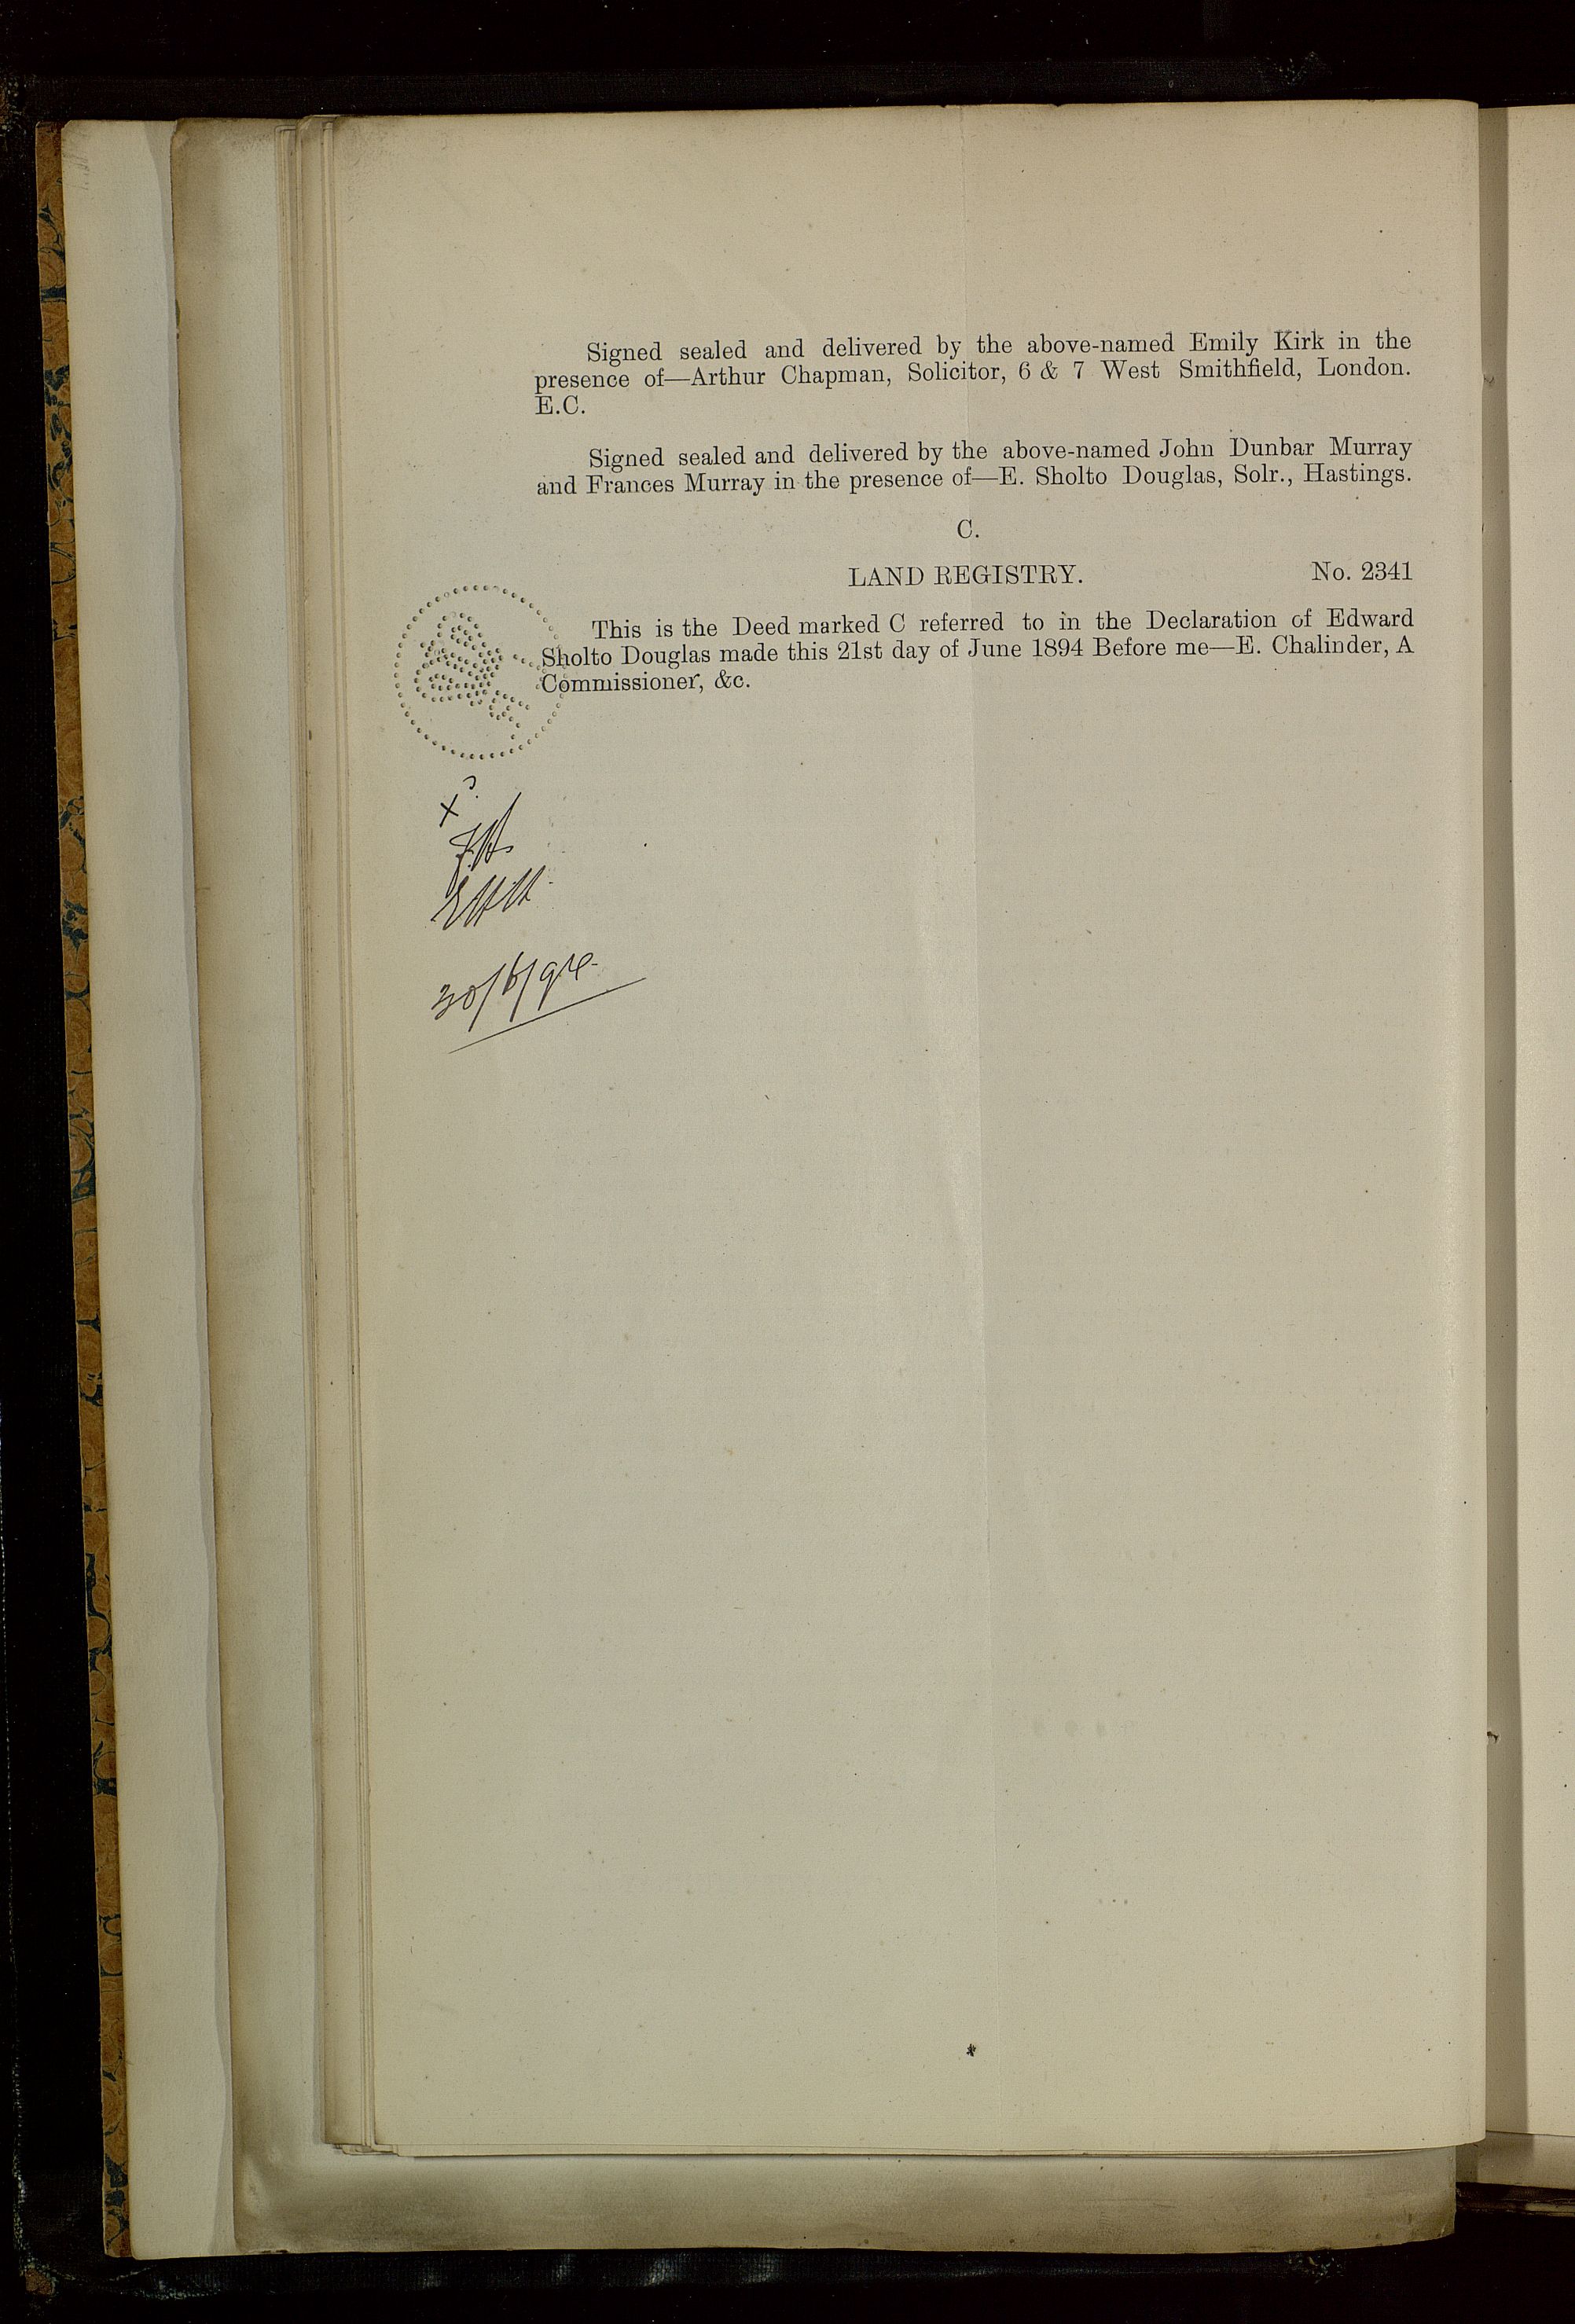 Signed sealed and delivered by the above-named Emily Kirk in the
presence of—Arthur Chapman, Solicitor, 6 & 7 West Smithfield, London.
E.C.
Signed sealed and delivered by the above-named John Dunbar Murray
and Frances Murray in the presence of—E. Sholto Douglas, Solr., Hastings.
C.
LAND REGISTRY. No. 2341
This is the Deed marked C referred to in the Declaration of Edward
Sholto Douglas made this 21st day of June 1894 Before me—E. Chalinder, A
Commissioner, &c.